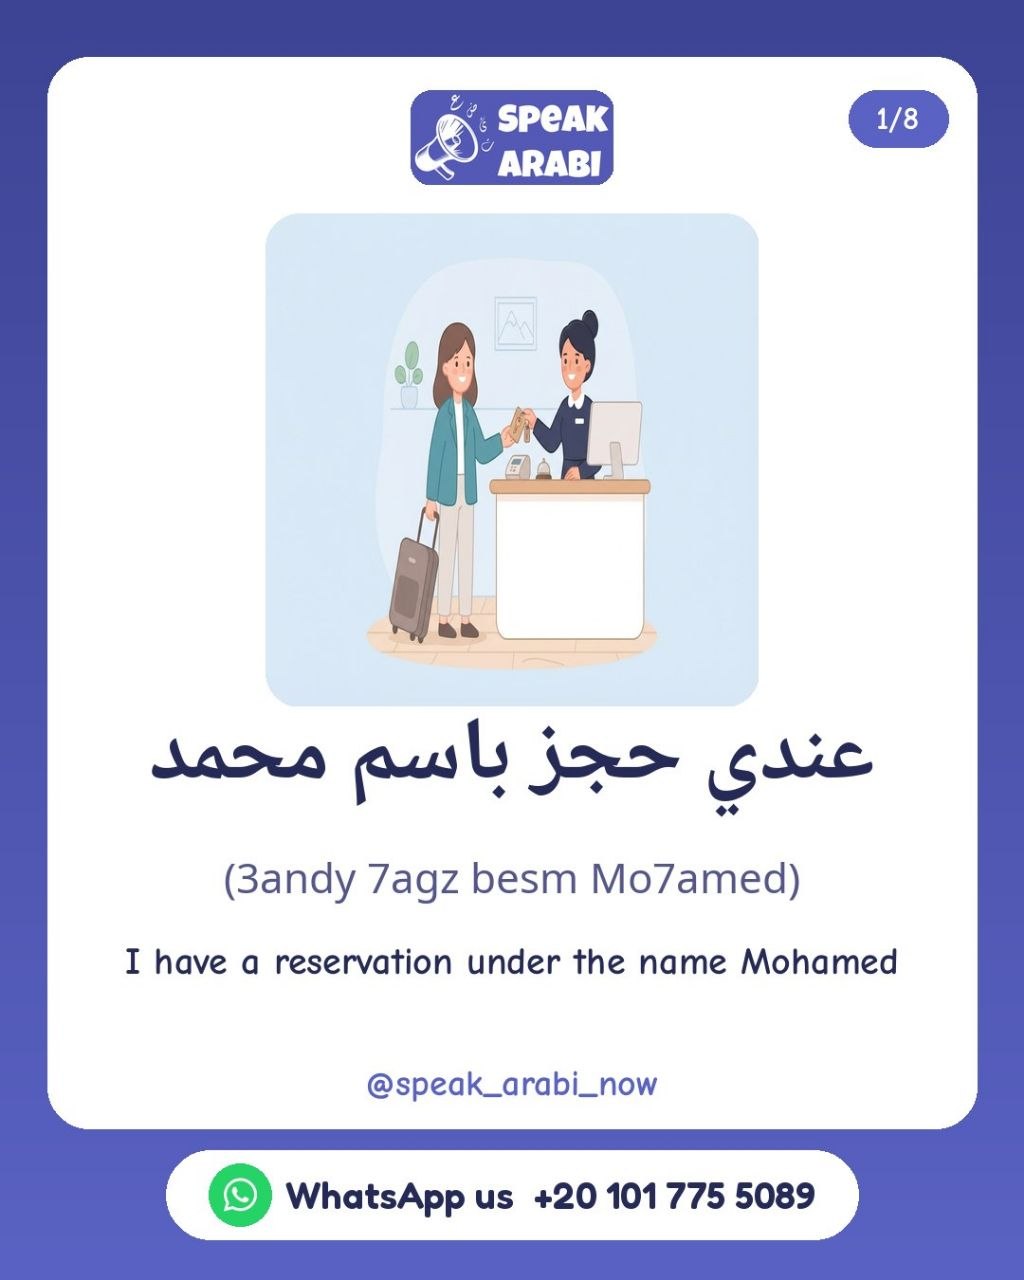 SPEAK
ARABI
1/8
عندي حجز باسم محمد
(3andy 7agz besm Mo7amed)
I have a reservation under the name Mohamed
@speak_arabi_now
WhatsApp us +20 101 775 5089